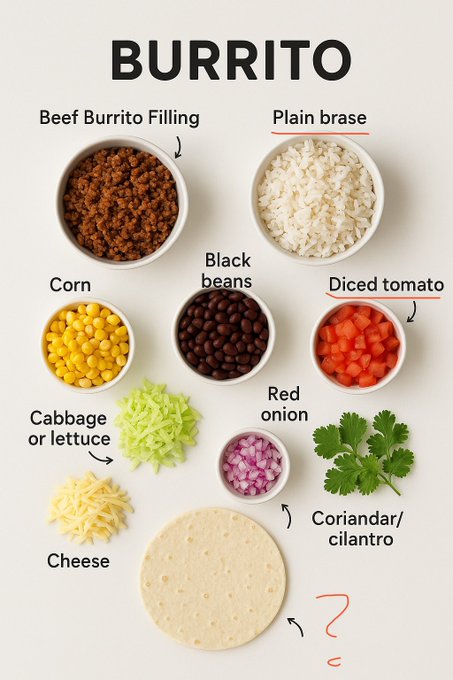 BURRITO
Beef Burrito Filling
Plain brase
Black
beans
Corn
Diced tomato
Red
onion
Cabbage
or lettuce
Coriandar/
cilantro
Cheese
?